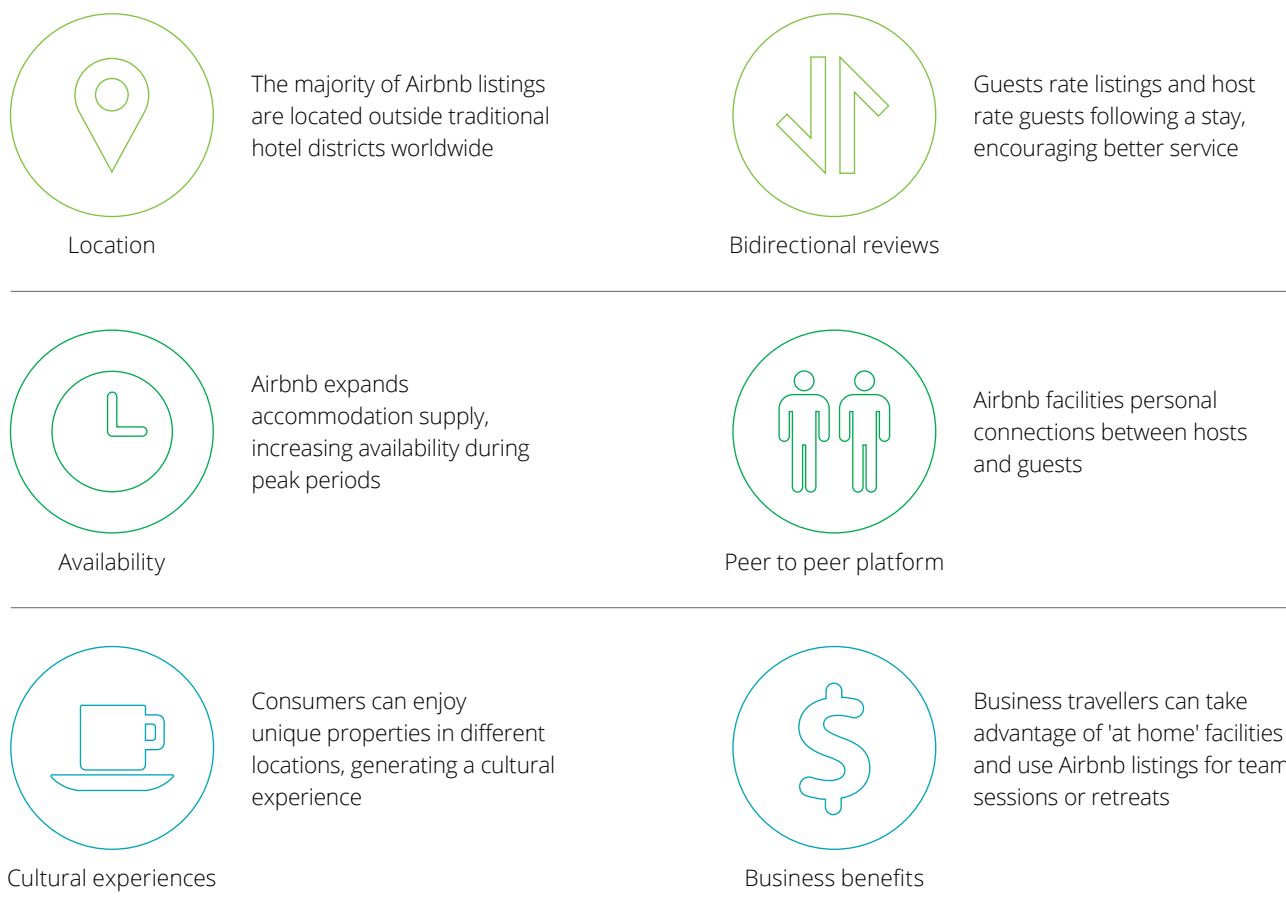 The majority of Airbnb listings
are located outside traditional
hotel districts worldwide
Location
Guests rate listings and host
rate guests following a stay,
encouraging better service
Bidirectional reviews
Airbnb expands
accommodation supply,
increasing availability during
peak periods
Availability
Airbnb facilities personal
connections between hosts
and guests
Peer to peer platform
Consumers can enjoy
unique properties in different
locations, generating a cultural
experience
Cultural experiences
Business travellers can take
advantage of 'at home' facilities
and use Airbnb listings for team
sessions or retreats
Business benefits